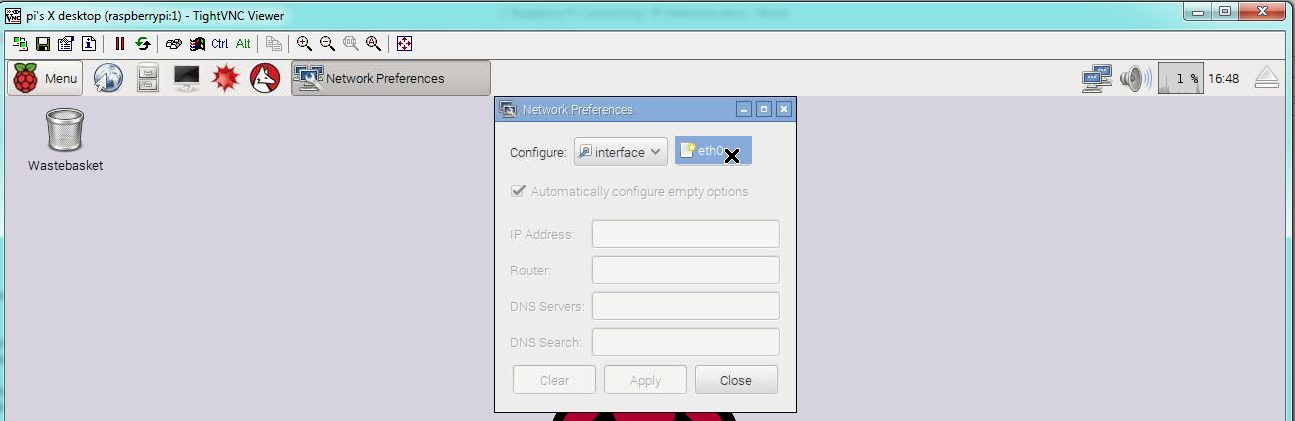 pi's X desktop (raspberrypi:1) - TightVNC Viewer
Ctrl Alt
Menu Network Preferences 1 % 16:48
Wastebasket
Network Preferences
Configure: interface eth0
Automatically configure empty options
IP Address:
Router:
DNS Servers:
DNS Search:
Clear Apply Close